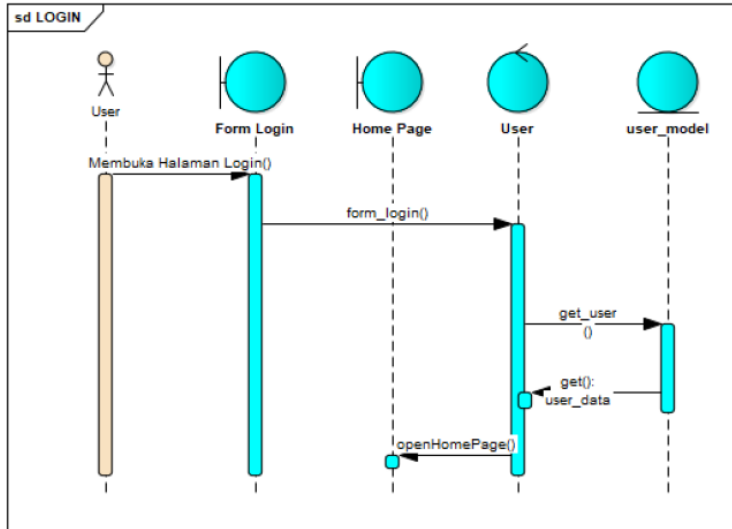 sd LOGIN
User
Form Login
Home Page
User
user_model
Membuka Halaman Login()
form_login()
get_user
()
get():
user_data
openHomePage()